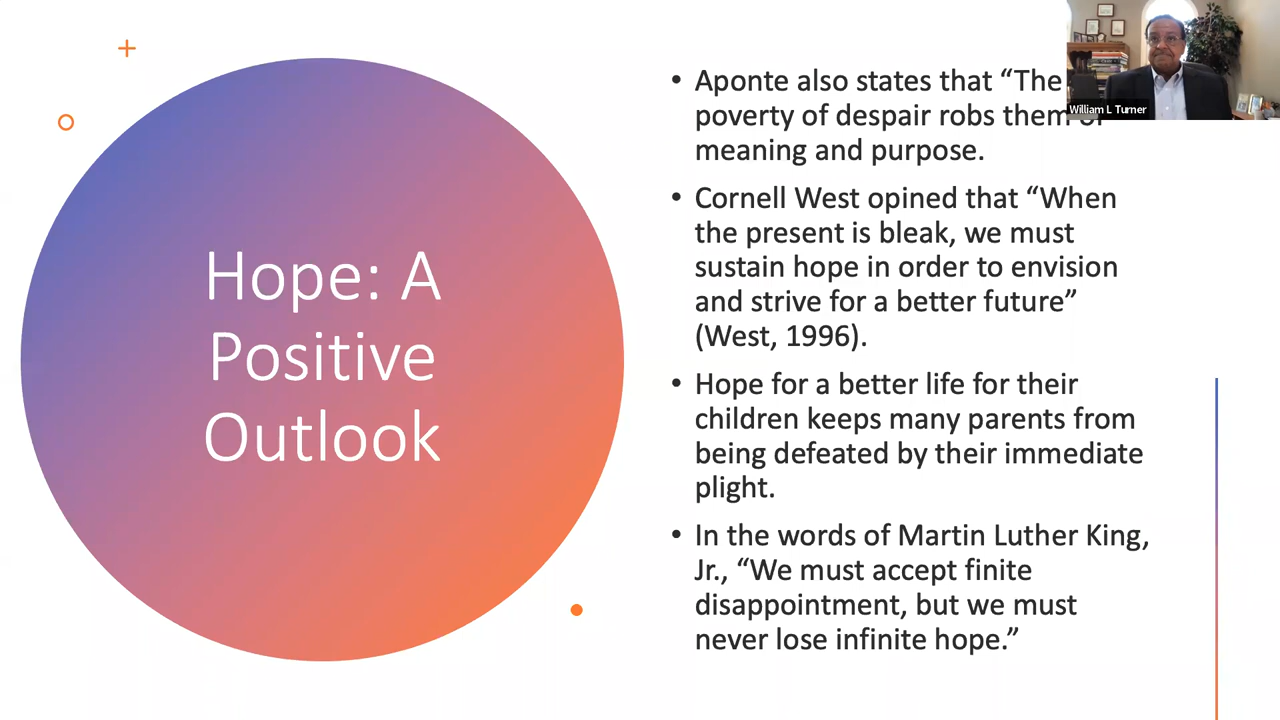 Hope: A
Positive
Outlook
• Aponte also states that “The
poverty of despair robs them of
meaning and purpose.
• Cornell West opined that “When
the present is bleak, we must
sustain hope in order to envision
and strive for a better future”
(West, 1996).
• Hope for a better life for their
children keeps many parents from
being defeated by their immediate
plight.
• In the words of Martin Luther King,
Jr., “We must accept finite
disappointment, but we must
never lose infinite hope.”
William L Turner